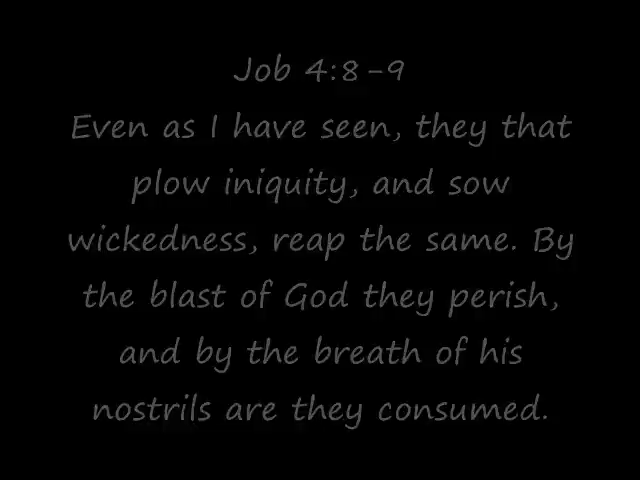 Job 4:8-9
Even as I have seen, they that
plow iniquity, and sow
wickedness, reap the same. By
the blast of God they perish,
and by the breath of his
nostrils are they consumed.